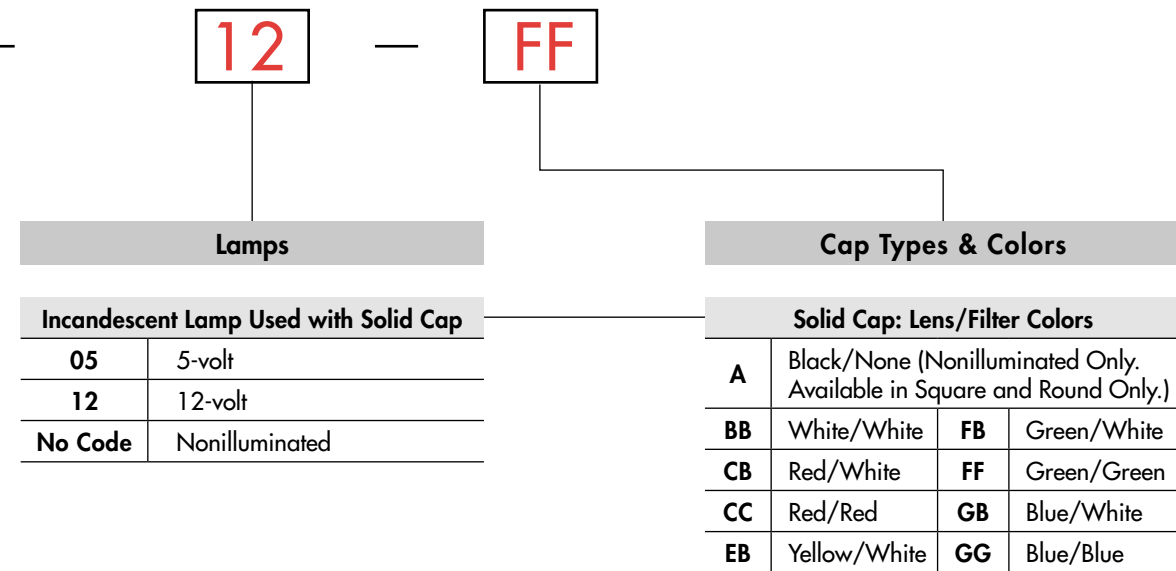 – 12 — FF
Lamps
Incandescent Lamp Used with Solid Cap
05 5-volt
12 12-volt
No Code Nonilluminated
Cap Types & Colors
Solid Cap: Lens/Filter Colors
A Black/None (Nonilluminated Only.
Available in Square and Round Only.)
BB White/White FB Green/White
CB Red/White FF Green/Green
CC Red/Red GB Blue/White
EB Yellow/White GG Blue/Blue